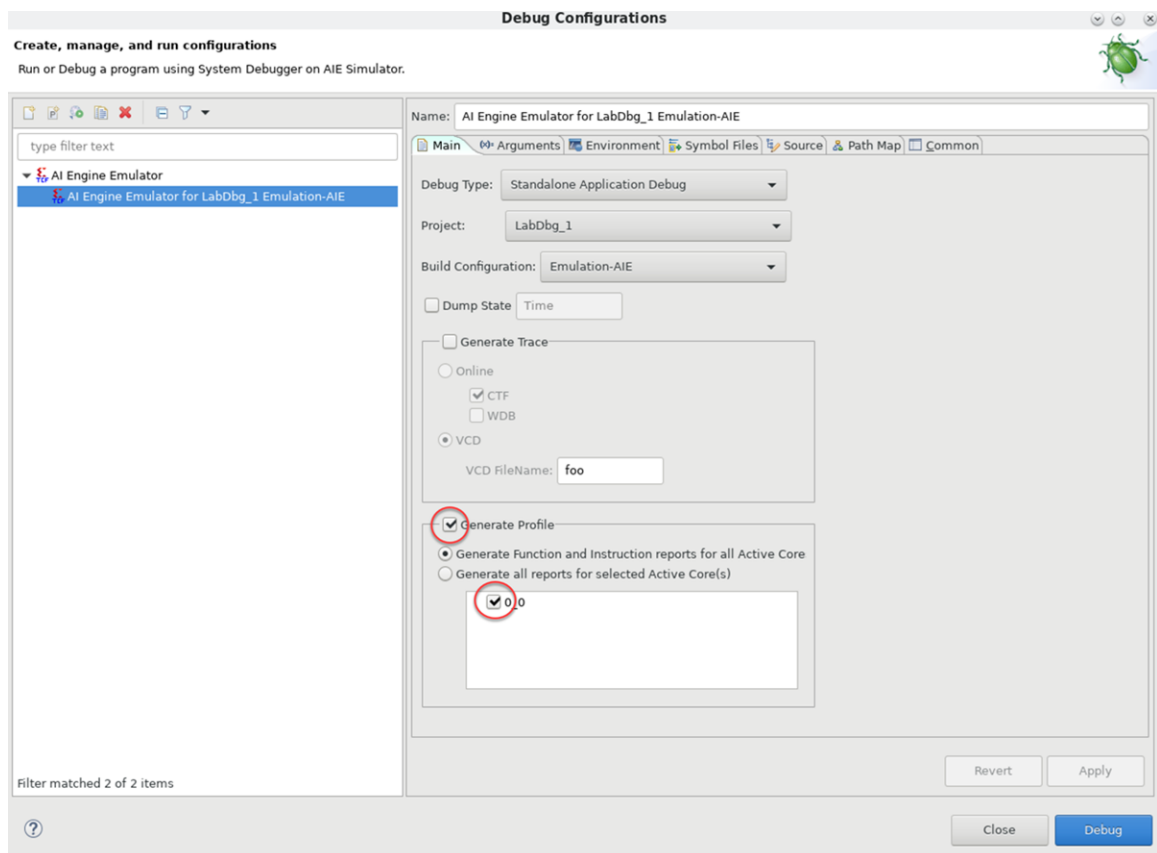 Debug Configurations
Create, manage, and run configurations
Run or Debug a program using System Debugger on AIE Simulator.
type filter text
AI Engine Emulator
AI Engine Emulator for LabDbg_1 Emulation-AIE
Filter matched 2 of 2 items
Name: AI Engine Emulator for LabDbg_1 Emulation-AIE
Main Arguments Environment Symbol Files Source Path Map Common
Debug Type: Standalone Application Debug
Project: LabDbg_1
Build Configuration: Emulation-AIE
Dump State Time
Generate Trace
Online
CTF
WDB
VCD
VCD FileName: foo
Generate Profile
Generate Function and Instruction reports for all Active Core
Generate all reports for selected Active Core(s)
0_0
Revert Apply
Close Debug